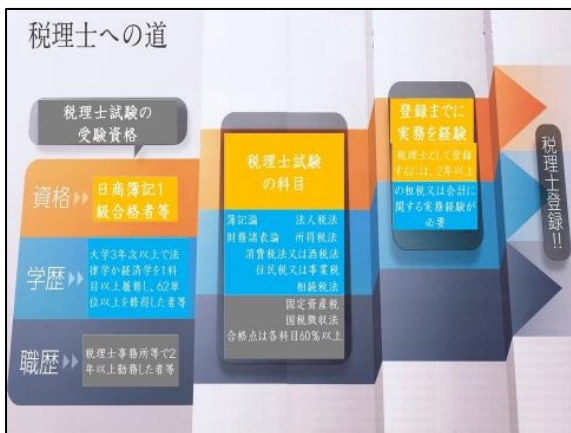 税理士への道
税理士試験の
受験資格
資格
日商簿記1
級合格者等
学歴
大学3年次以上で法
律学か経済学を1科
目以上履修し、62単
位以上を修得した者等
職歴
税理士事務所等で2
年以上勤務した者等
税理士試験
の科目
簿記論 法人税法
財務諸表論 所得税法
消費税法又は酒税法
住民税又は事業税
相続税法
固定資産税
国税徴収法
合格点は各科目60%以上
登録までに
実務を経験
税理士として登録
するには、2年以上
の租税又は会計に
関する実務経験が
必要
税理士登録!!